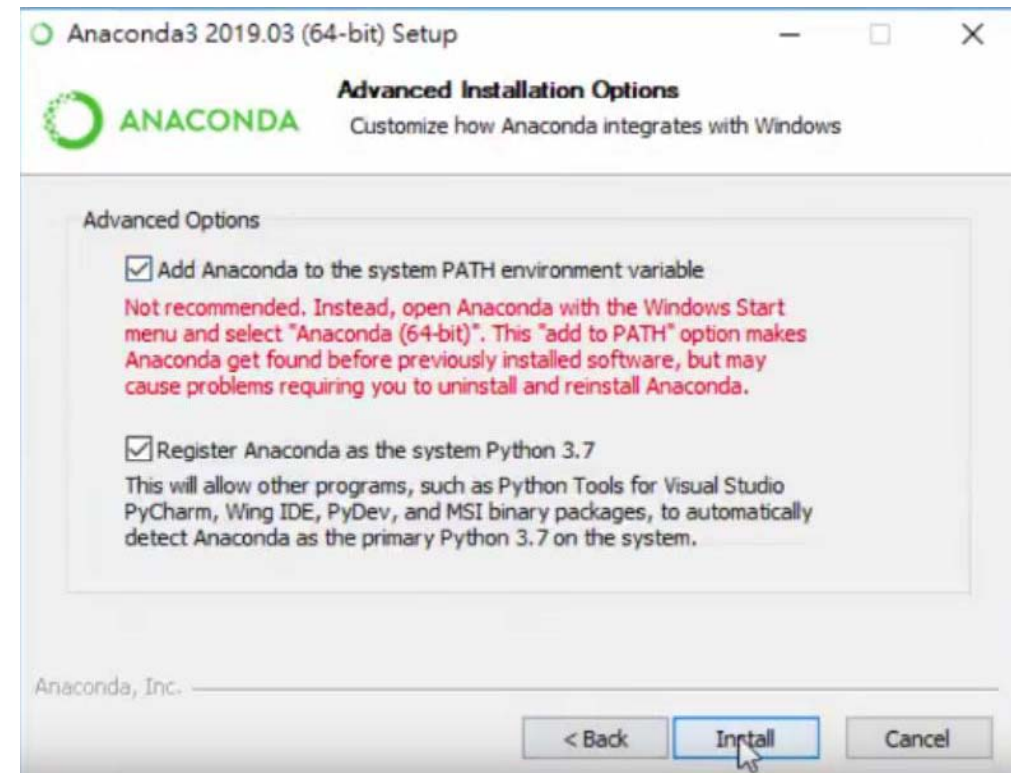 Anaconda3 2019.03 (64-bit) Setup
ANACONDA
Advanced Installation Options
Customize how Anaconda integrates with Windows
Advanced Options
Add Anaconda to the system PATH environment variable
Not recommended. Instead, open Anaconda with the Windows Start
menu and select "Anaconda (64-bit)". This "add to PATH" option makes
Anaconda get found before previously installed software, but may
cause problems requiring you to uninstall and reinstall Anaconda.
Register Anaconda as the system Python 3.7
This will allow other programs, such as Python Tools for Visual Studio
PyCharm, Wing IDE, PyDev, and MSI binary packages, to automatically
detect Anaconda as the primary Python 3.7 on the system.
Anaconda, Inc.
< Back
Install
Cancel